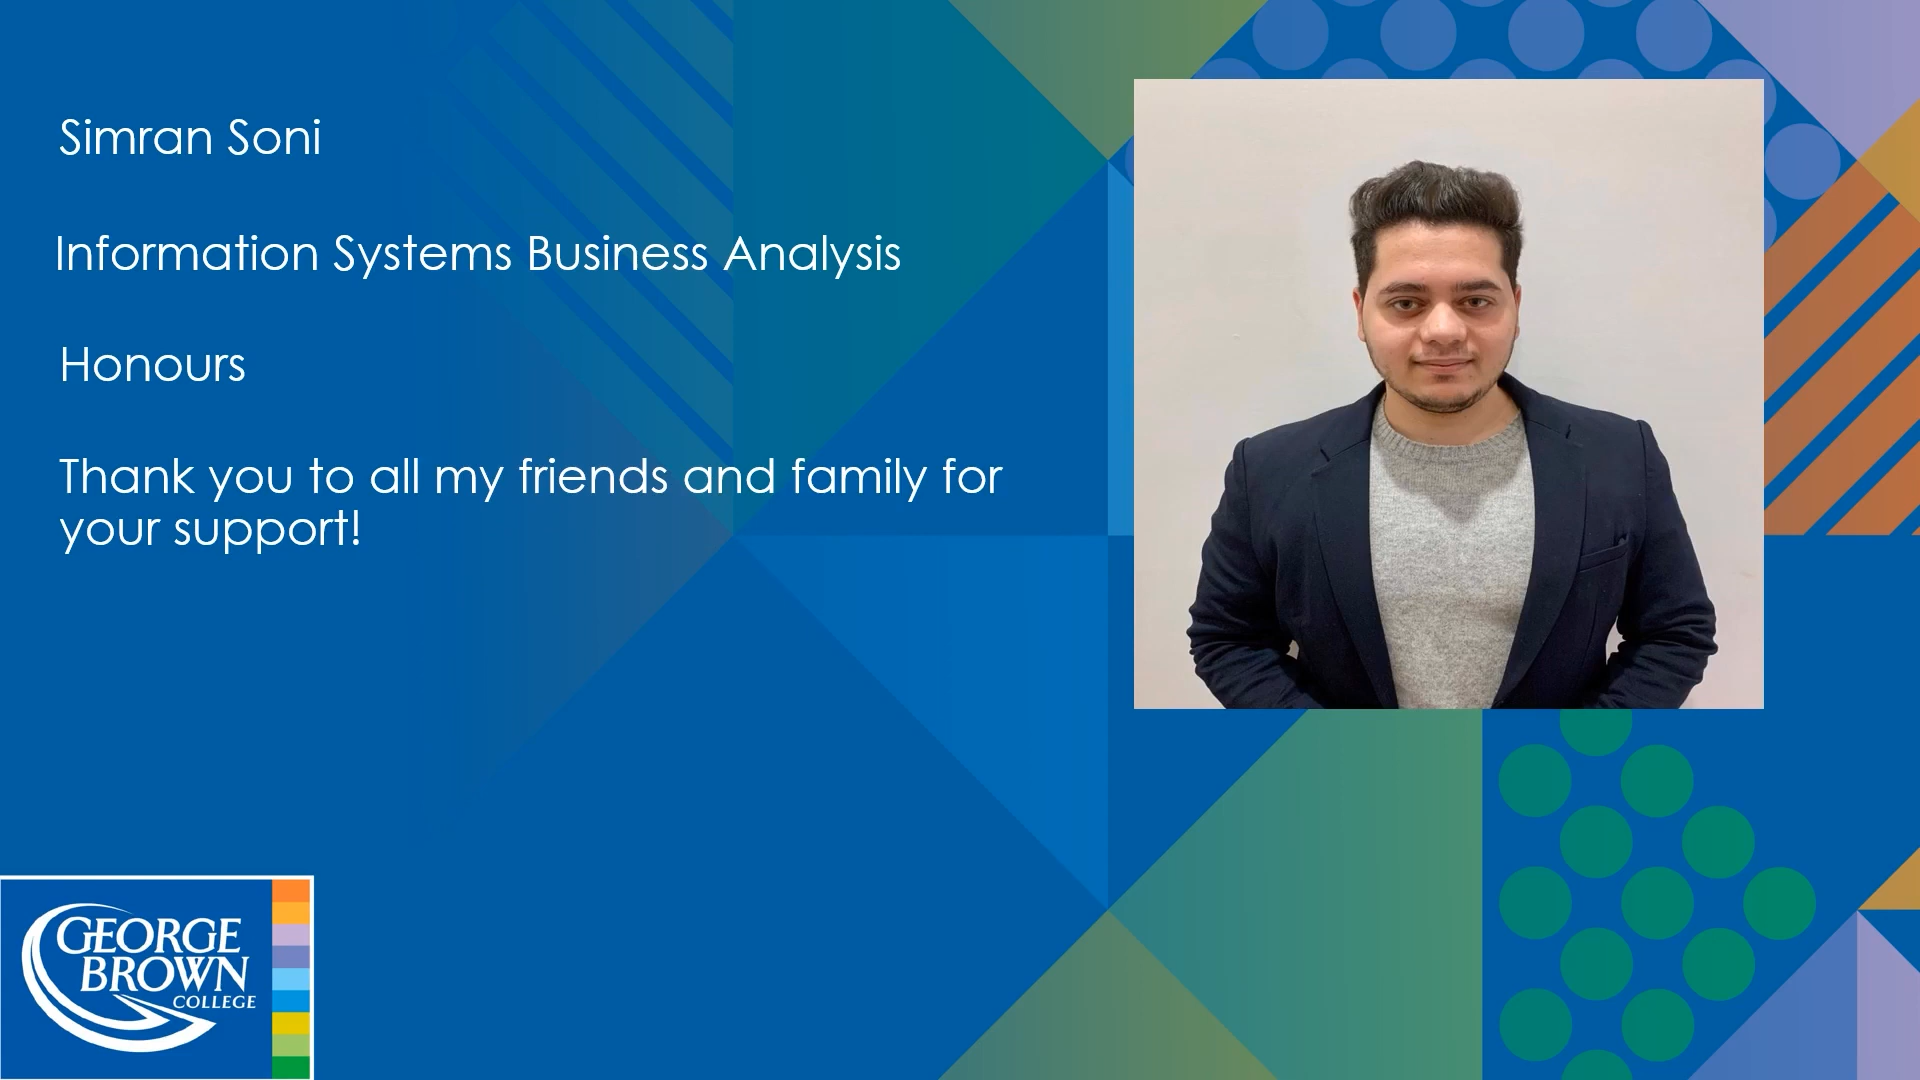 Simran Soni
Information Systems Business Analysis
Honours
Thank you to all my friends and family for
your support!
GEORGE
BROWN
COLLEGE